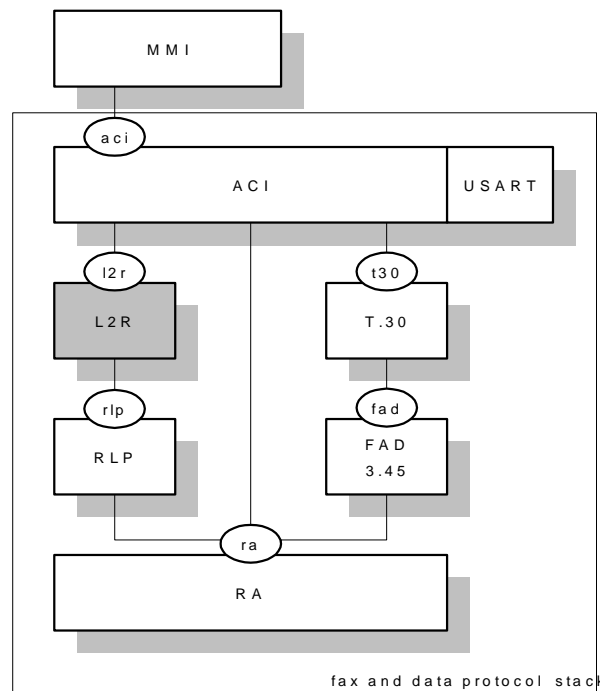 MMI
aci
ACI
USART
l2r
t30
L2R
T.30
rlp
fad
RLP
FAD
3.45
ra
RA
fax and data protocol stack